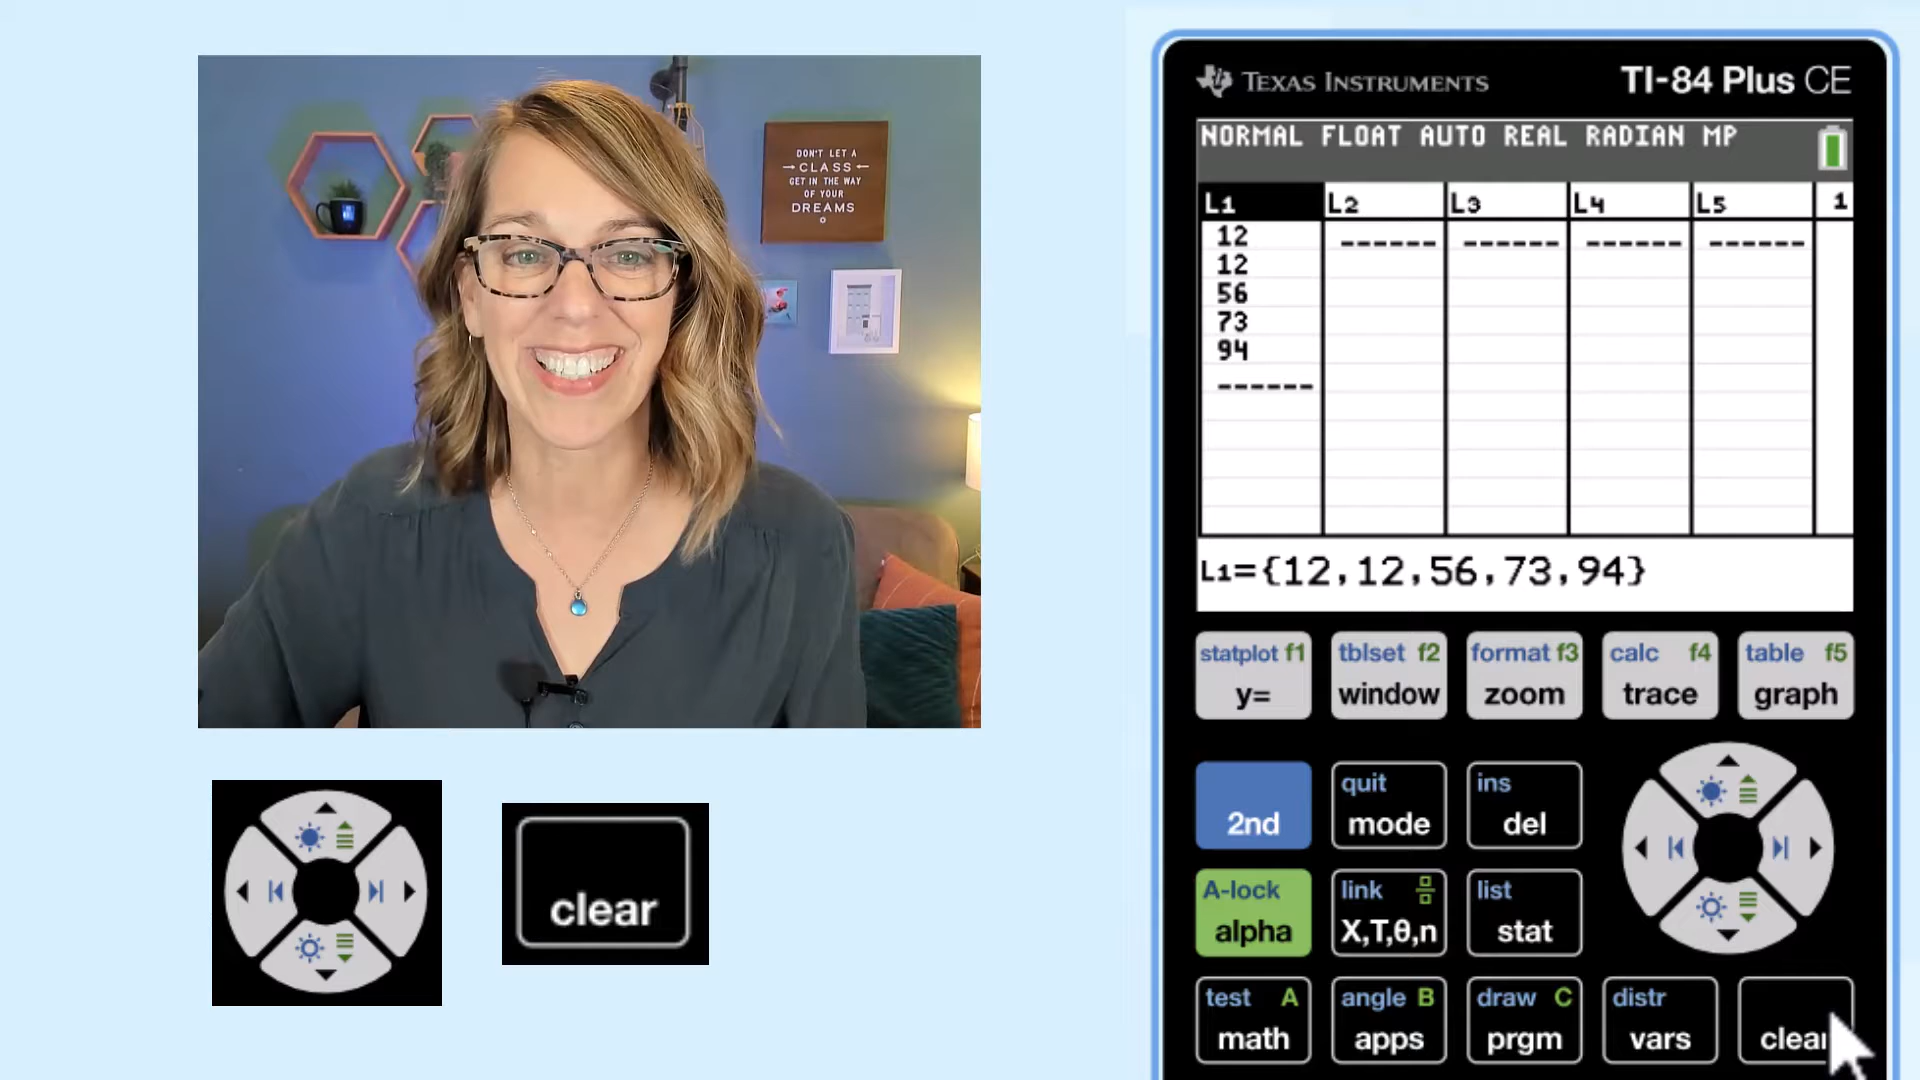 DON'T LET A
CLASS
GET IN THE WAY
OF YOUR
DREAMS
clear
TEXAS INSTRUMENTS
TI-84 Plus CE
NORMAL FLOAT AUTO REAL RADIAN MP
L1 L2 L3 L4 L5 1
12 ------ ------ ------ ------
12
56
73
94
------
L1={12,12,56,73,94}
statplot f1 tblset f2 format f3 calc f4 table f5
y= window zoom trace graph
quit ins
2nd mode del
A-lock link list
alpha X,T,θ,n stat
test A angle B draw C distr
math apps prgm vars clear